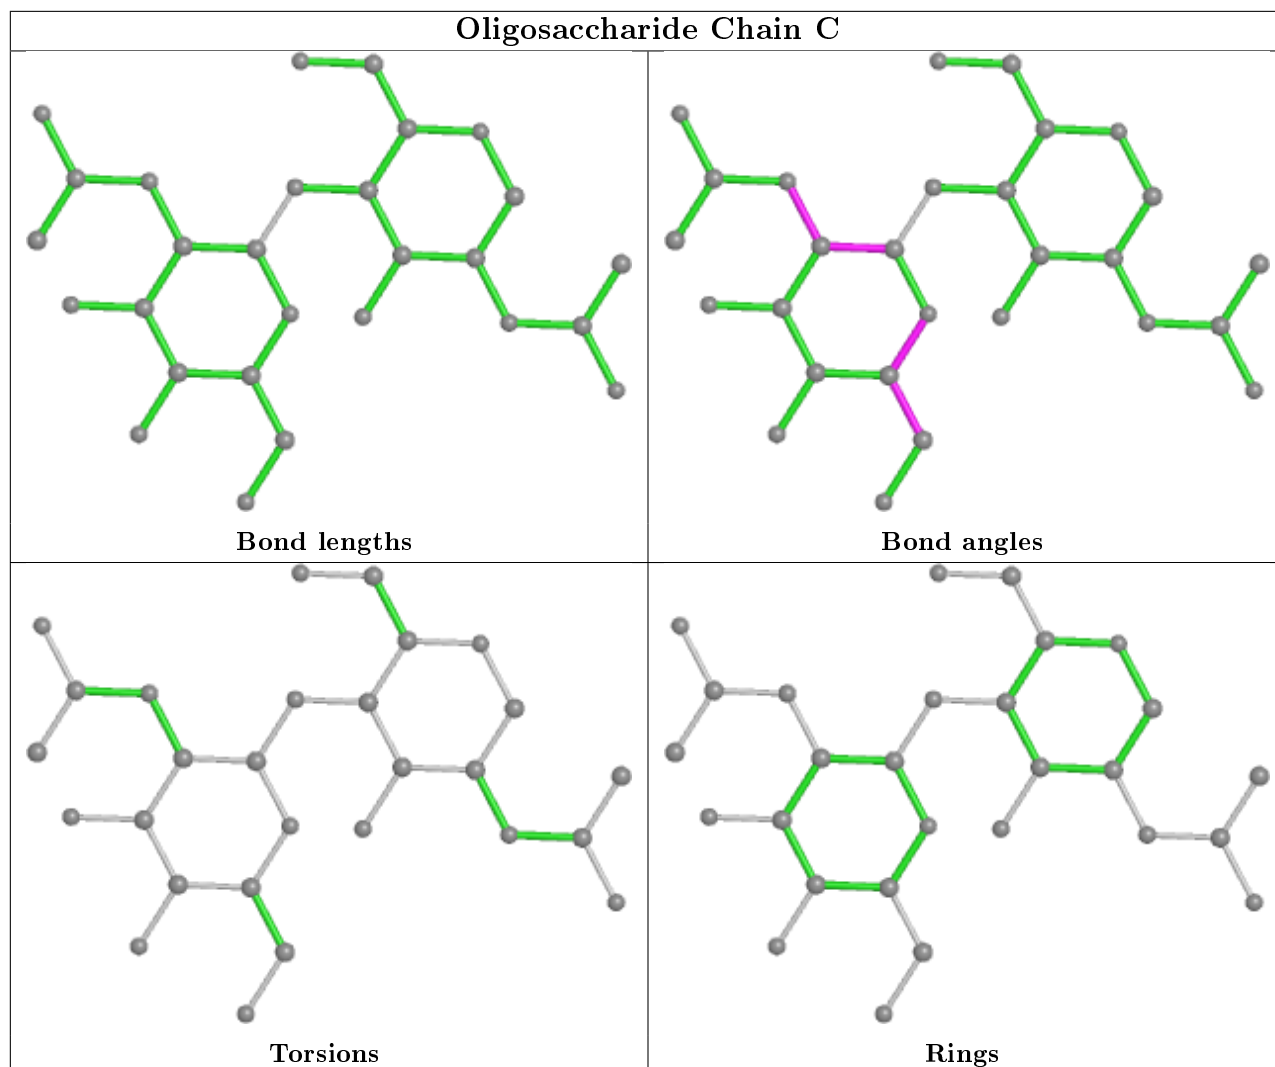 Oligosaccharide Chain C
Bond lengths
Bond angles
Torsions
Rings